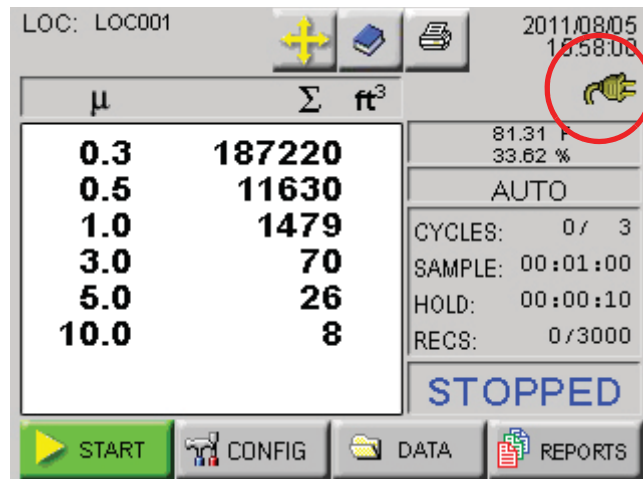 LOC: LOC001
2011/08/05
16:58:00
µ Σ ft³
81.31 F
33.62 %
0.3 187220
0.5 11630
1.0 1479
3.0 70
5.0 26
10.0 8
AUTO
CYCLES: 0/ 3
SAMPLE: 00:01:00
HOLD: 00:00:10
RECS: 0/3000
STOPPED
START CONFIG DATA REPORTS